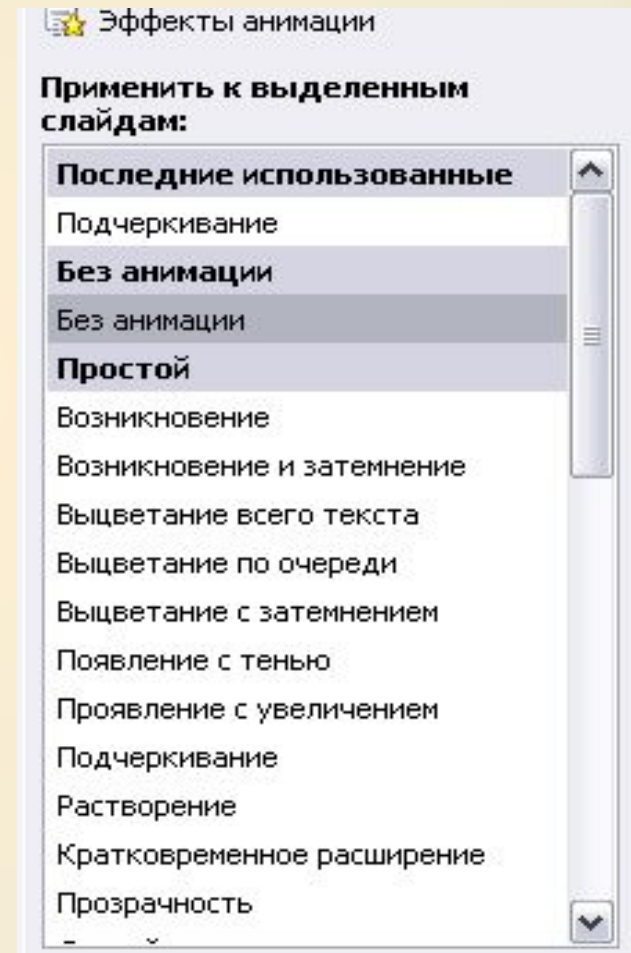 Эффекты анимации
Применить к выделенным
слайдам:
Последние использованные
Подчеркивание
Без анимации
Без анимации
Простой
Возникновение
Возникновение и затемнение
Выцветание всего текста
Выцветание по очереди
Выцветание с затемнением
Появление с тенью
Проявление с увеличением
Подчеркивание
Растворение
Кратковременное расширение
Прозрачность